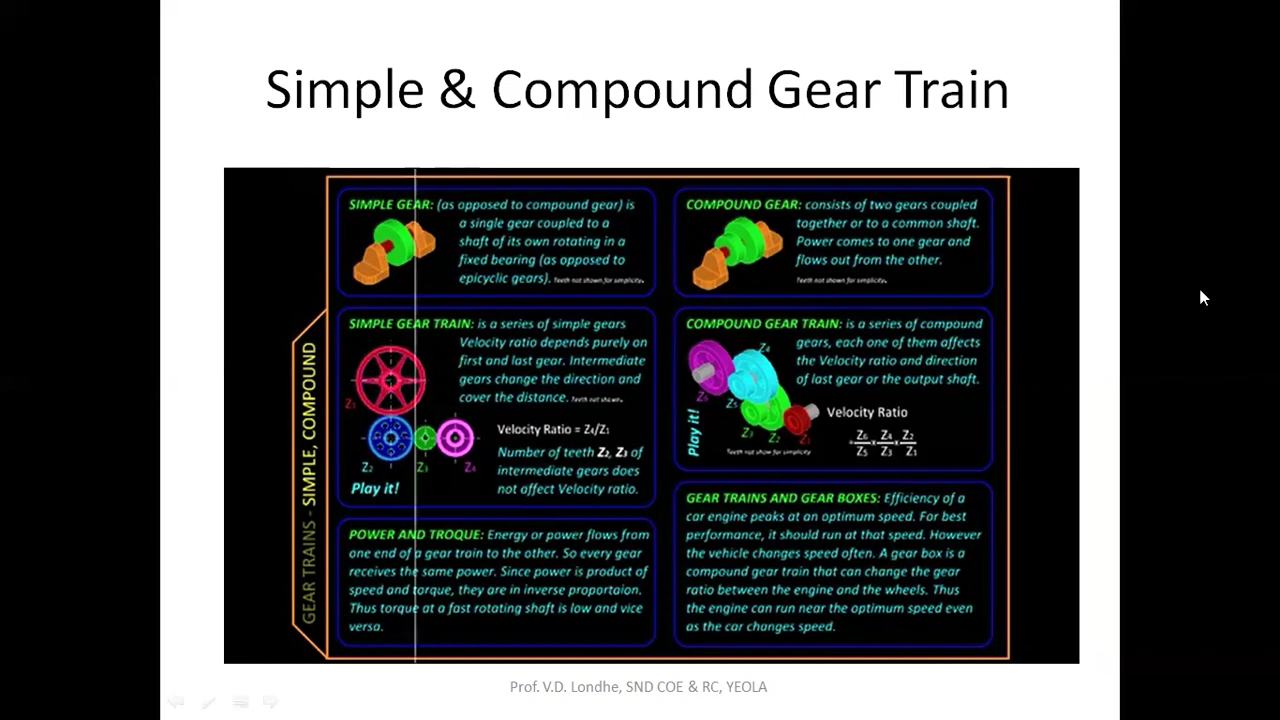 Simple & Compound Gear Train
GEAR TRAINS - SIMPLE, COMPOUND
SIMPLE GEAR: (as opposed to compound gear) is
a single gear coupled to a
shaft of its own rotating in a
fixed bearing (as opposed to
epicyclic gears). Teeth not shown for simplicity.
SIMPLE GEAR TRAIN: is a series of simple gears
Velocity ratio depends purely on
first and last gear. Intermediate
gears change the direction and
cover the distance. Teeth not shown.
Z₁
Z₂
Z₃
Z₄
Play it!
Velocity Ratio = Z₄/Z₁
Number of teeth Z₂, Z₃ of
intermediate gears does
not affect Velocity ratio.
POWER AND TROQUE: Energy or power flows from
one end of a gear train to the other. So every gear
receives the same power. Since power is product of
speed and torque, they are in inverse proportaion.
Thus torque at a fast rotating shaft is low and vice
versa.
COMPOUND GEAR: consists of two gears coupled
together or to a common shaft.
Power comes to one gear and
flows out from the other.
Teeth not shown for simplicity.
COMPOUND GEAR TRAIN: is a series of compound
gears, each one of them affects
the Velocity ratio and direction
of last gear or the output shaft.
Z₄
Z₆
Z₅
Z₃
Z₂
Z₁
Play it!
Teeth not show for simplicity
Velocity Ratio
=Z₆/Z₅×Z₄/Z₃×Z₂/Z₁
GEAR TRAINS AND GEAR BOXES: Efficiency of a
car engine peaks at an optimum speed. For best
performance, it should run at that speed. However
the vehicle changes speed often. A gear box is a
compound gear train that can change the gear
ratio between the engine and the wheels. Thus
the engine can run near the optimum speed even
as the car changes speed.
Prof. V.D. Londhe, SND COE & RC, YEOLA